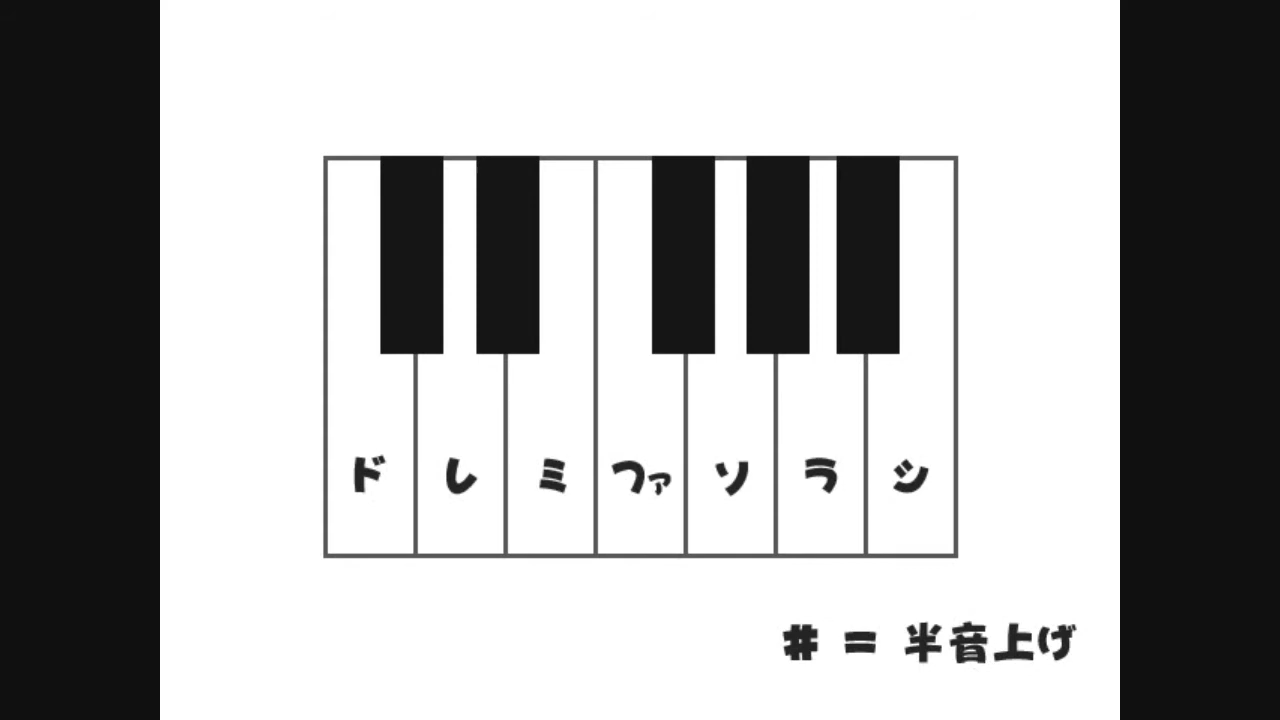 ド レ ミ ファ ソ ラ シ
# = 半音上げ